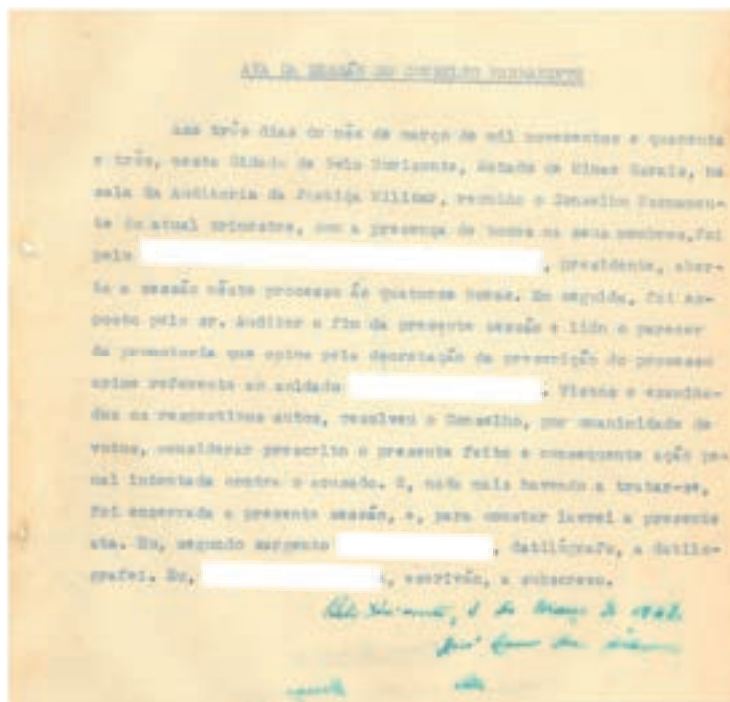 ATA DA SESSÃO DO CONSELHO PERMANENTE
Aos três dias do mês de março de mil novecentos e quarenta
e três, nesta Cidade de Belo Horizonte, Estado de Minas Gerais, na
sala da Auditoria da Justiça Militar, reunido o Conselho Permanen-
te do atual trimestre, com a presença de todos os seus membros, foi
pelo , presidente, aber-
ta a sessão nêste processo às quatorze horas. Em seguida, foi ex-
posto pelo sr. Auditor o fim da presente sessão e lido o parecer
da promotoria que opina pela decretação da prescrição do processo
crime referente ao soldado . Vistos e examina-
dos os respectivos autos, resolveu o Conselho, por unanimidade de
votos, considerar prescrito o presente feito e consequente ação pe-
nal intentada contra o acusado. E, nada mais havendo a tratar-se,
foi encerrada a presente sessão, e, para constar lavrei a presente
ata. Eu, segundo sargento , datilógrafo, a datilo-
grafei. Eu, , escrivão, a subscrevo.
Belo Horizonte, de Março de